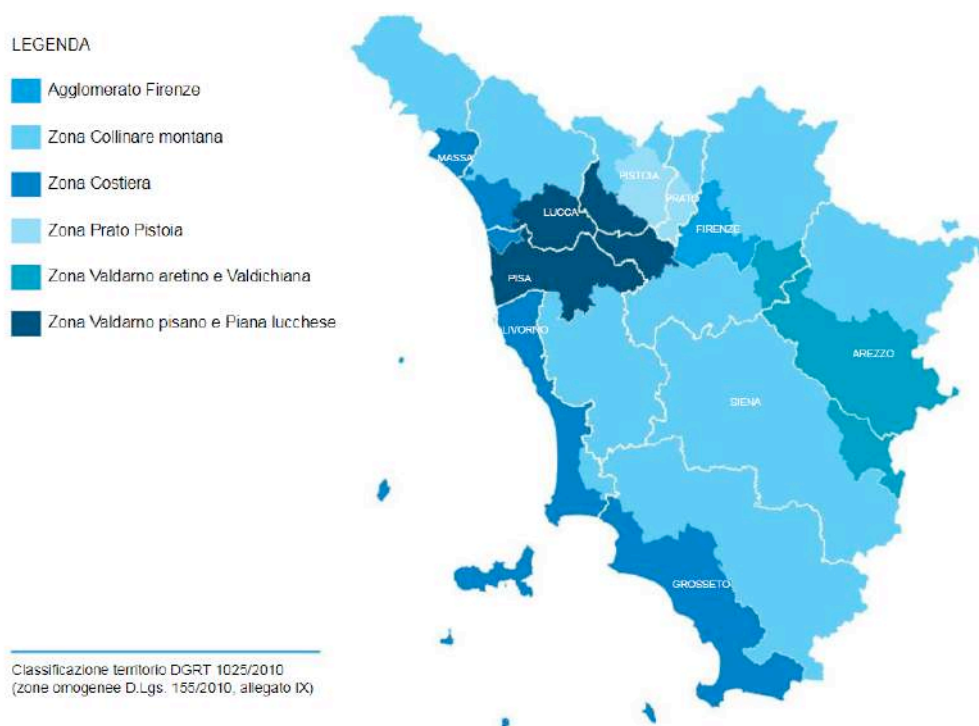 LEGENDA
Agglomerato Firenze
Zona Collinare montana
Zona Costiera
Zona Prato Pistoia
Zona Valdarno aretino e Valdichiana
Zona Valdarno pisano e Piana lucchese
MASSA
PISTOIA
PRATO
LUCCA
FIRENZE
PISA
LIVORNO
AREZZO
SIENA
GROSSETO
Classificazione territorio DGRT 1025/2010
(zone omogenee D.Lgs. 155/2010, allegato IX)